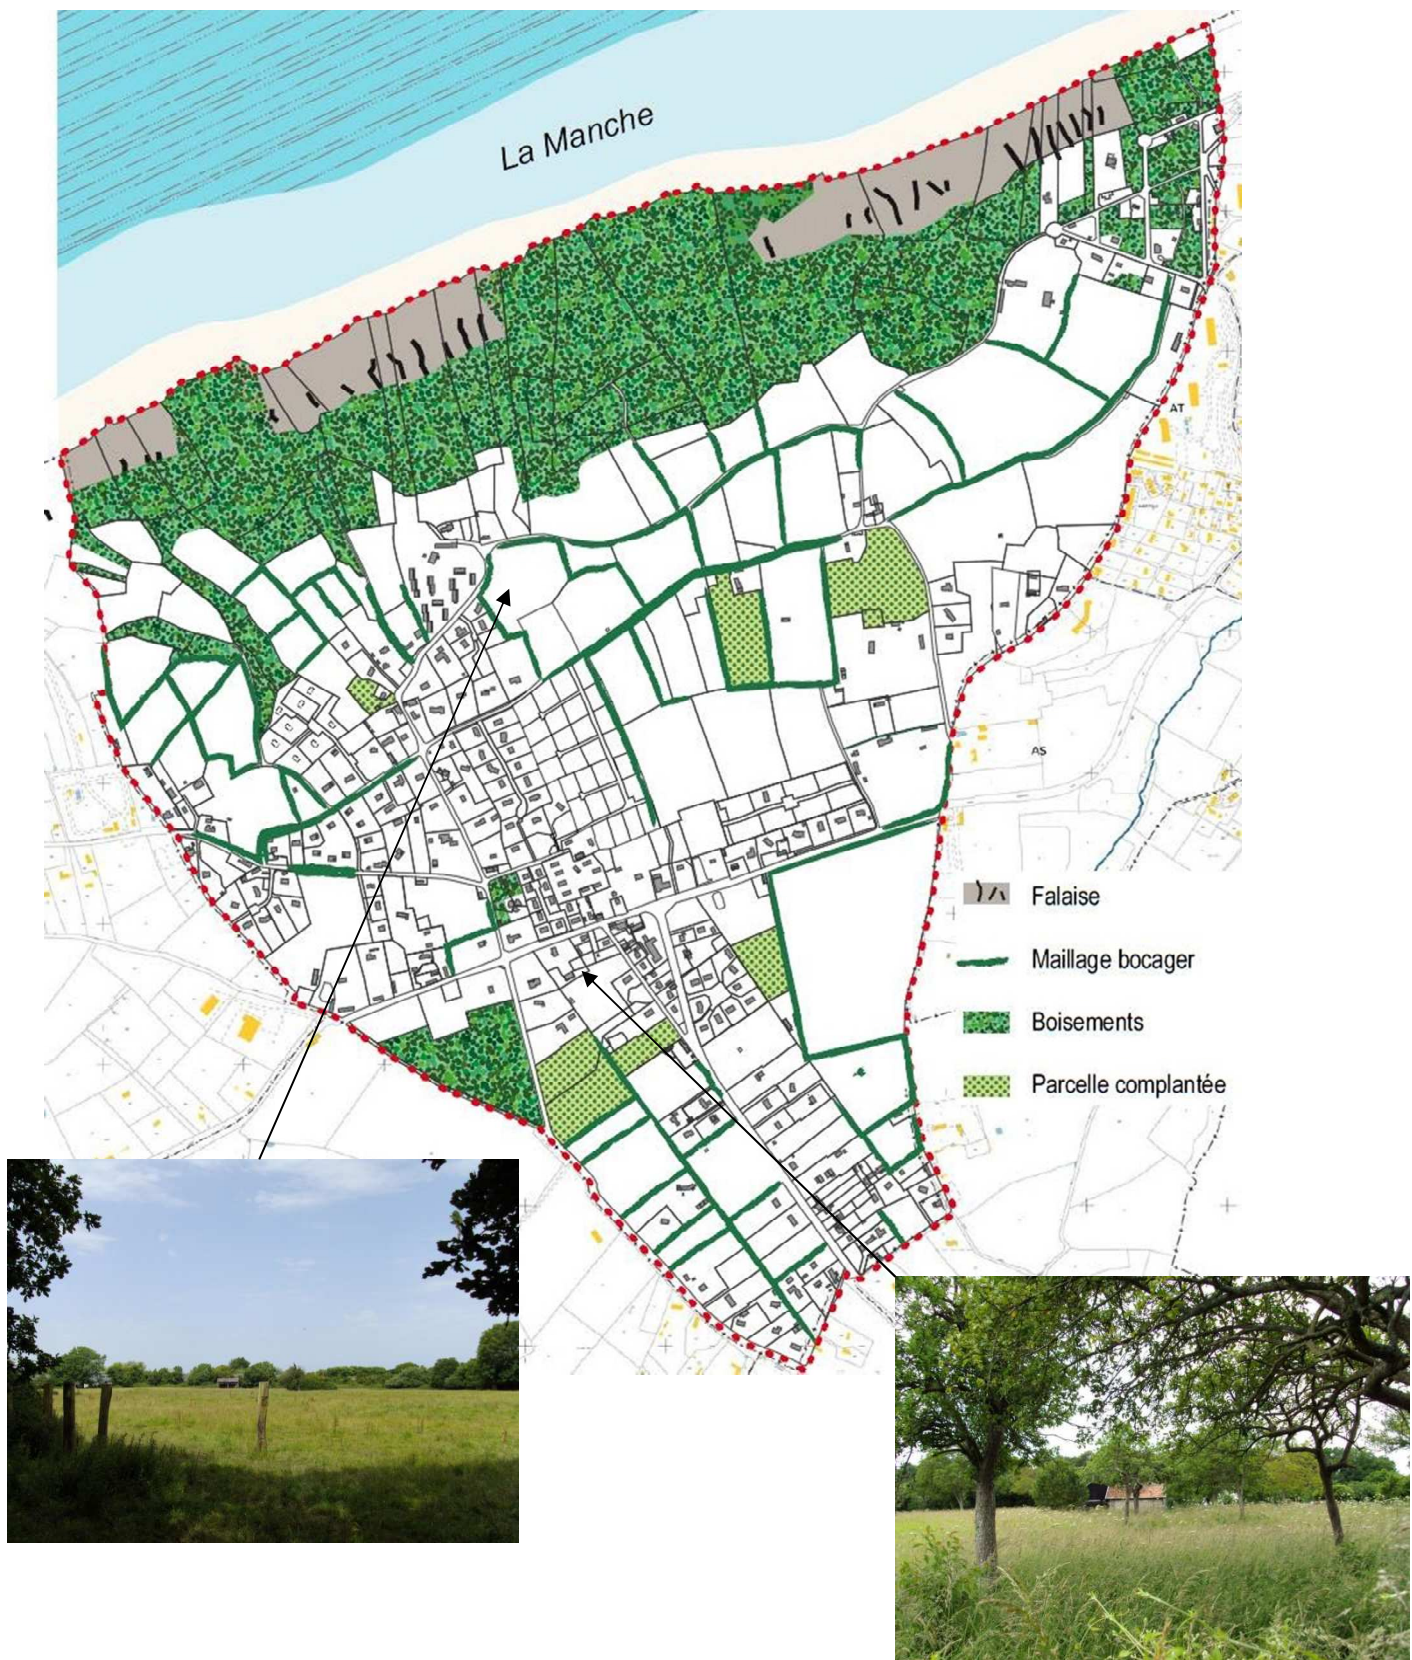 La Manche
AT
AS
Falaise
Maillage bocager
Boisements
Parcelle complantée